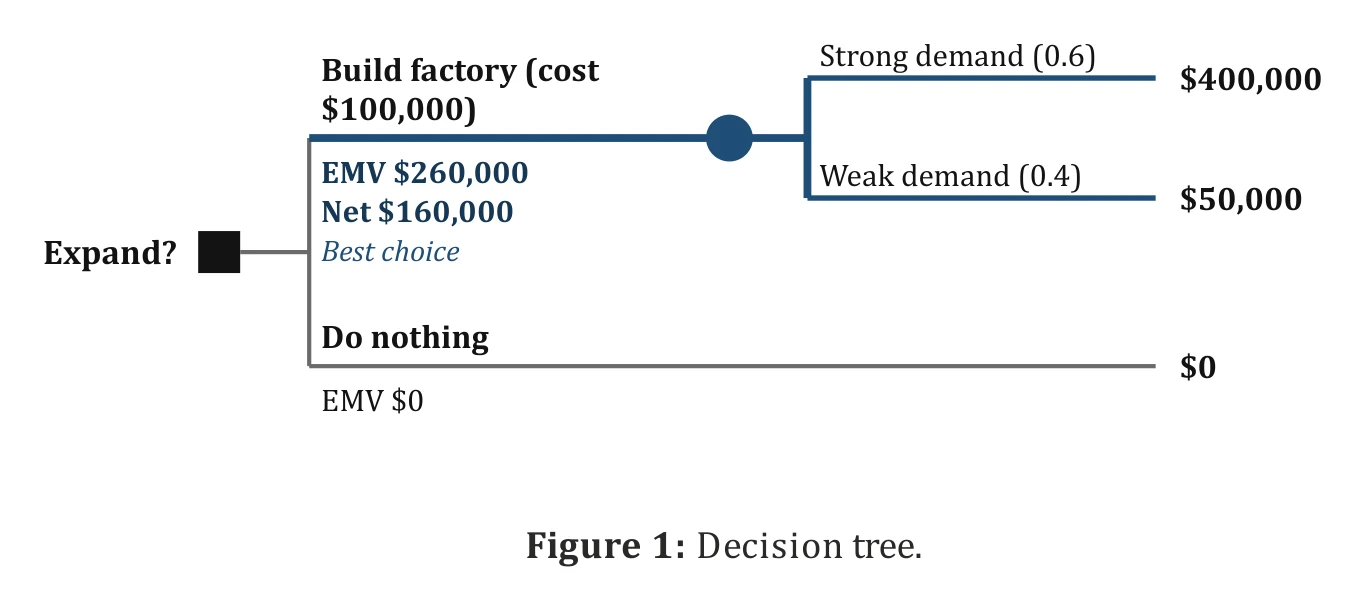 Build factory (cost
$100,000)
EMV $260,000
Net $160,000
Best choice
Strong demand (0.6)
$400,000
Weak demand (0.4)
$50,000
Expand?
Do nothing
$0
EMV $0
Figure 1: Decision tree.